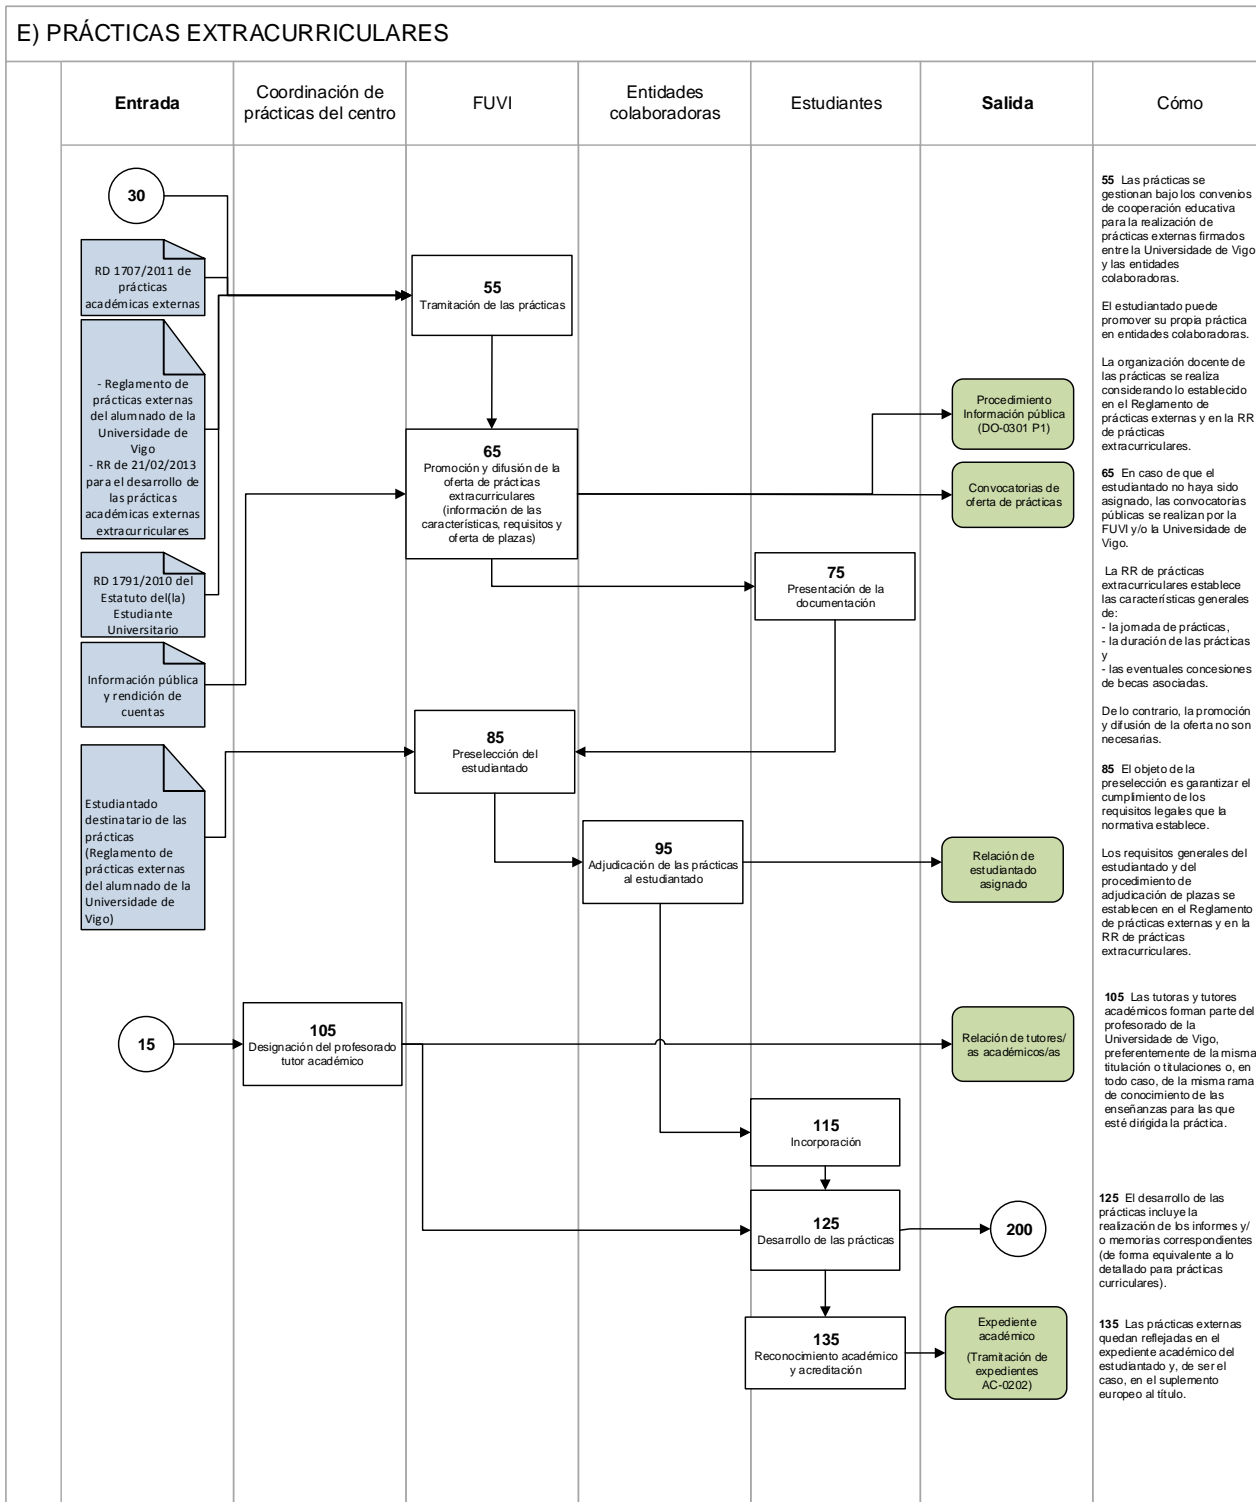 E) PRÁCTICAS EXTRACURRICULARES
Entrada
Coordinación de
prácticas del centro
FUVI
Entidades
colaboradoras
Estudiantes
Salida
Cómo
30
RD 1707/2011 de
prácticas
académicas externas
- Reglamento de
prácticas externas
del alumnado de la
Universidade de
Vigo
- RR de 21/02/2013
para el desarrollo de
las prácticas
académicas externas
extracurriculares
RD 1791/2010 del
Estatuto del(la)
Estudiante
Universitario
Información pública
y rendición de
cuentas
Estudiantado
destinatario de las
prácticas
(Reglamento de
prácticas externas
del alumnado de la
Universidade de
Vigo)
15
105
Designación del profesorado
tutor académico
55
Tramitación de las prácticas
65
Promoción y difusión de la
oferta de prácticas
extracurriculares
(información de las
características, requisitos y
oferta de plazas)
85
Preselección del
estudiantado
95
Adjudicación de las prácticas
al estudiantado
75
Presentación de la
documentación
115
Incorporación
125
Desarrollo de las prácticas
135
Reconocimiento académico
y acreditación
Procedimiento
Información pública
(DO-0301 P1)
Convocatorias de
oferta de prácticas
Relación de
estudiantado
asignado
Relación de tutores/
as académicos/as
200
Expediente
académico
(Tramitación de
expedientes
AC-0202)
55 Las prácticas se
gestionan bajo los convenios
de cooperación educativa
para la realización de
prácticas externas firmados
entre la Universidade de Vigo
y las entidades
colaboradoras.
El estudiantado puede
promover su propia práctica
en entidades colaboradoras.
La organización docente de
las prácticas se realiza
considerando lo establecido
en el Reglamento de
prácticas externas y en la RR
de prácticas
extracurriculares.
65 En caso de que el
estudiantado no haya sido
asignado, las convocatorias
públicas se realizan por la
FUVI y/o la Universidade de
Vigo.
La RR de prácticas
extracurriculares establece
las características generales
de:
- la jornada de prácticas,
- la duración de las prácticas
y
- las eventuales concesiones
de becas asociadas.
De lo contrario, la promoción
y difusión de la oferta no son
necesarias.
85 El objeto de la
preselección es garantizar el
cumplimiento de los
requisitos legales que la
normativa establece.
Los requisitos generales del
estudiantado y del
procedimiento de
adjudicación de plazas se
establecen en el Reglamento
de prácticas externas y en la
RR de prácticas
extracurriculares.
105 Las tutoras y tutores
académicos forman parte del
profesorado de la
Universidade de Vigo,
preferentemente de la misma
titulación o titulaciones o, en
todo caso, de la misma rama
de conocimiento de las
enseñanzas para las que
esté dirigida la práctica.
125 El desarrollo de las
prácticas incluye la
realización de los informes y/
o memorias correspondientes
(de forma equivalente a lo
detallado para prácticas
curriculares).
135 Las prácticas externas
quedan reflejadas en el
expediente académico del
estudiantado y, de ser el
caso, en el suplemento
europeo al título.